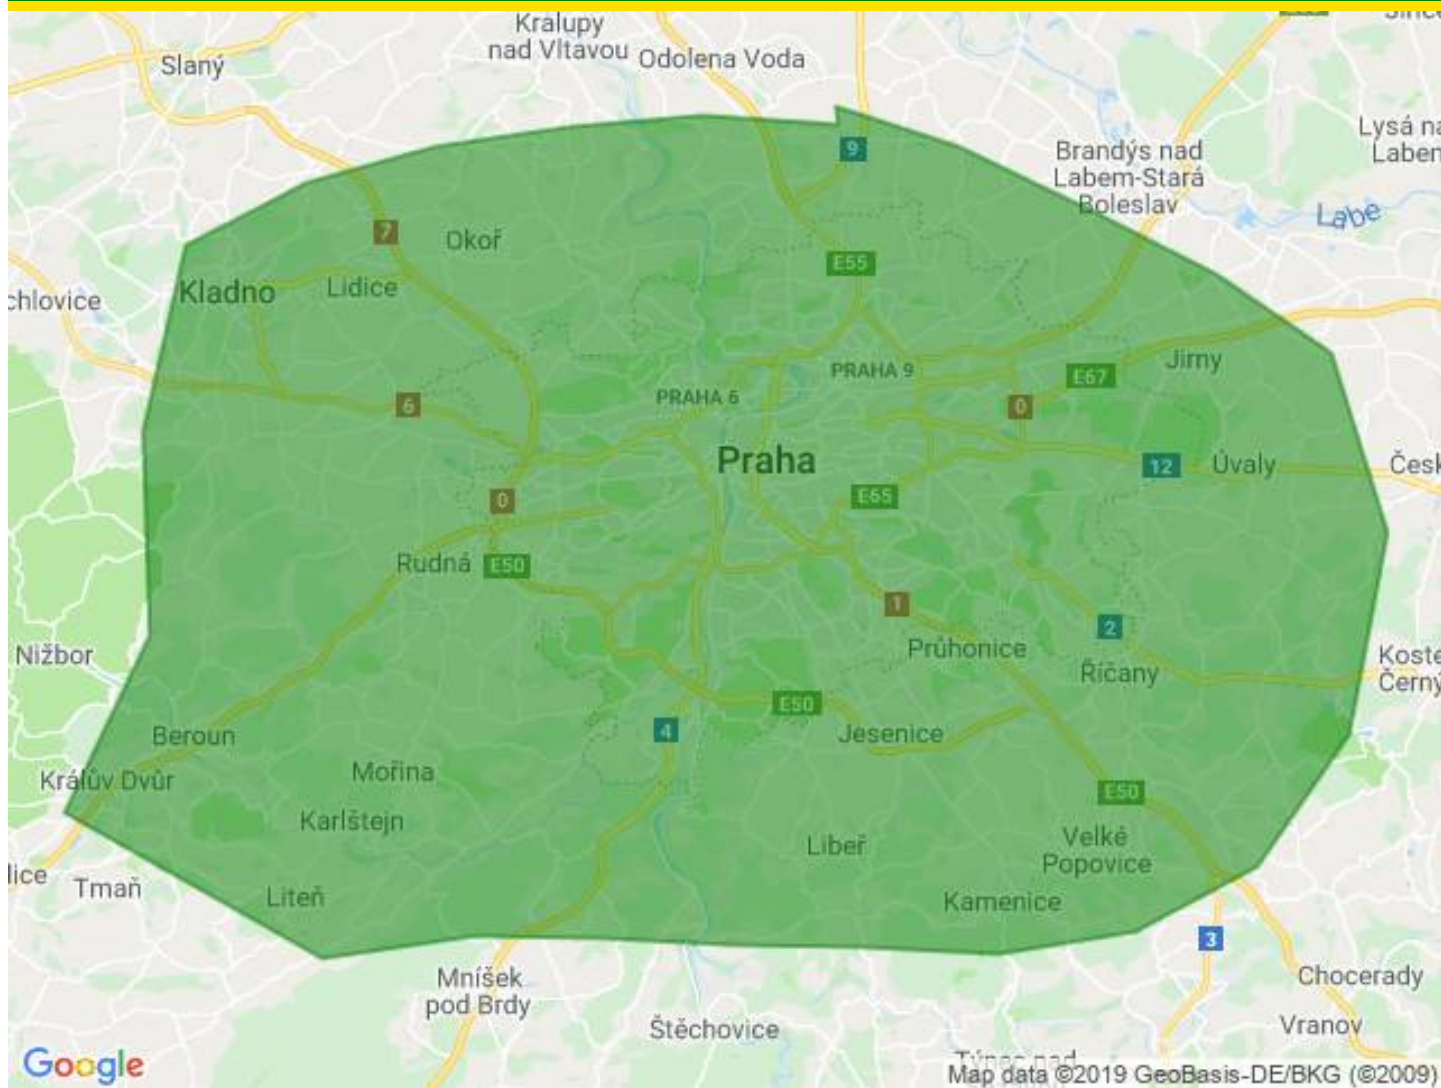 Kralupy
nad Vltavou
Odolena Voda
Slaný
9
Brandýs nad
Labem-Stará
Boleslav
Lysá na
Laben
Labe
7
Okoř
E55
Kladno
Lidice
chlovice
PRAHA 9
Jirny
E67
PRAHA 6
6
0
Praha
12
Úvaly
Česk
0
E65
Rudná
E50
1
2
Nižbor
Průhonice
Říčany
Koste
Černý
E50
4
Beroun
Jesenice
Králův Dvůr
Mořina
E50
Karlštejn
Libeř
Velké
Popovice
lice
Tmaň
Liteň
Kamenice
3
Mníšek
pod Brdy
Chocerady
Štěchovice
Vranov
Google
Map data ©2019 GeoBasis-DE/BKG (©2009)